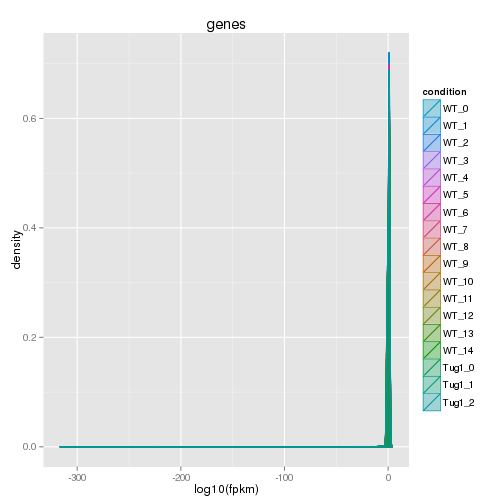 genes
density
0.6
0.4
0.2
0.0
-300
-200
-100
0
log10(fpkm)
condition
WT_0
WT_1
WT_2
WT_3
WT_4
WT_5
WT_6
WT_7
WT_8
WT_9
WT_10
WT_11
WT_12
WT_13
WT_14
Tug1_0
Tug1_1
Tug1_2